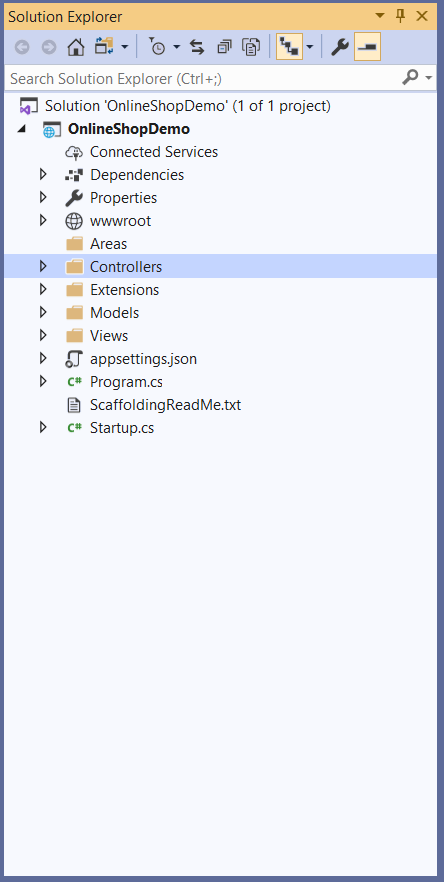 Solution Explorer
Search Solution Explorer (Ctrl+;)
Solution 'OnlineShopDemo' (1 of 1 project)
OnlineShopDemo
Connected Services
Dependencies
Properties
wwwroot
Areas
Controllers
Extensions
Models
Views
appsettings.json
C# Program.cs
ScaffoldingReadMe.txt
C# Startup.cs